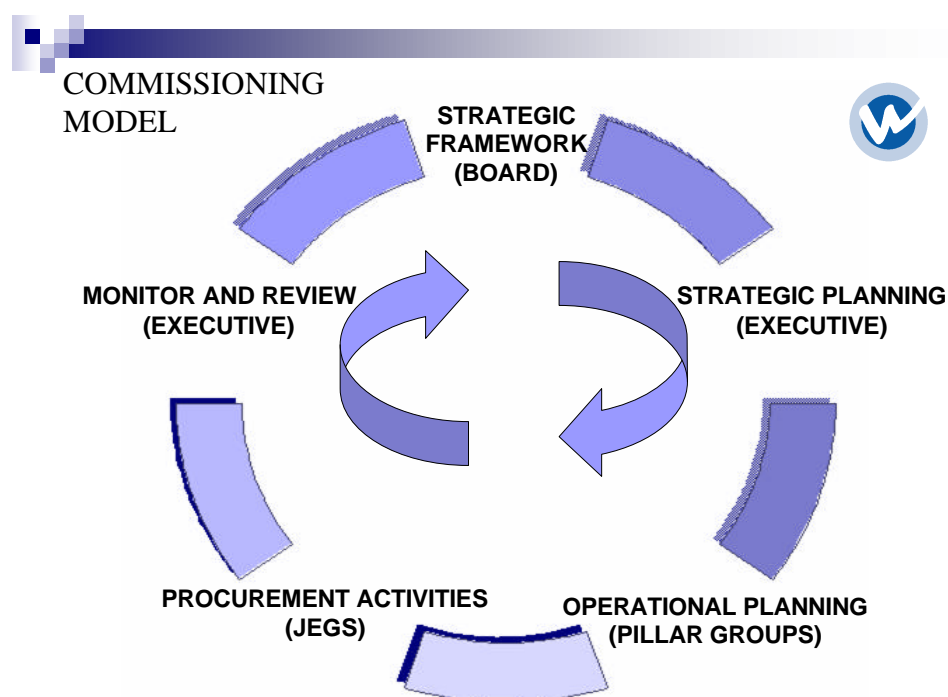 COMMISSIONING
MODEL
STRATEGIC
FRAMEWORK
(BOARD)
MONITOR AND REVIEW
(EXECUTIVE)
STRATEGIC PLANNING
(EXECUTIVE)
PROCUREMENT ACTIVITIES
(JEGS)
OPERATIONAL PLANNING
(PILLAR GROUPS)